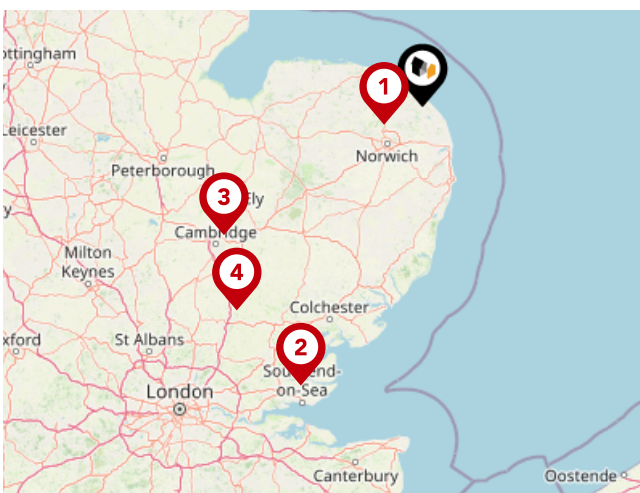 ottingham
1
Leicester
Norwich
Peterborough
3
Ely
y
Cambridge
Milton
Keynes
4
Colchester
xford
St Albans
2
Southend-
on-Sea
London
Canterbury
Oostende